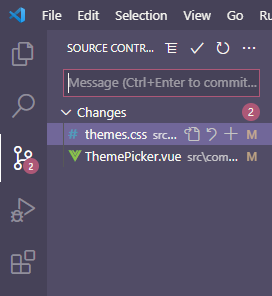 File Edit Selection View Go Ru
SOURCE CONTR...
Message (Ctrl+Enter to commit...
Changes 2
# themes.css src... M
2
ThemePicker.vue src\com... M